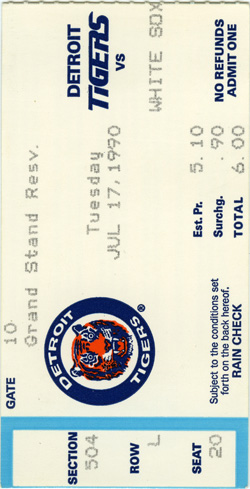 DETROIT
TIGERS
VS
WHITE SOX
NO REFUNDS
ADMIT ONE
Tuesday
JUL 17,1990
Est. Pr. 5.10
Surchg. .90
TOTAL 6.00
10 Grand Stand Resv.
GATE
DETROIT TIGERS ®
Subject to the conditions set
forth on the back hereof.
RAIN CHECK
SECTION 504
ROW L
SEAT 20